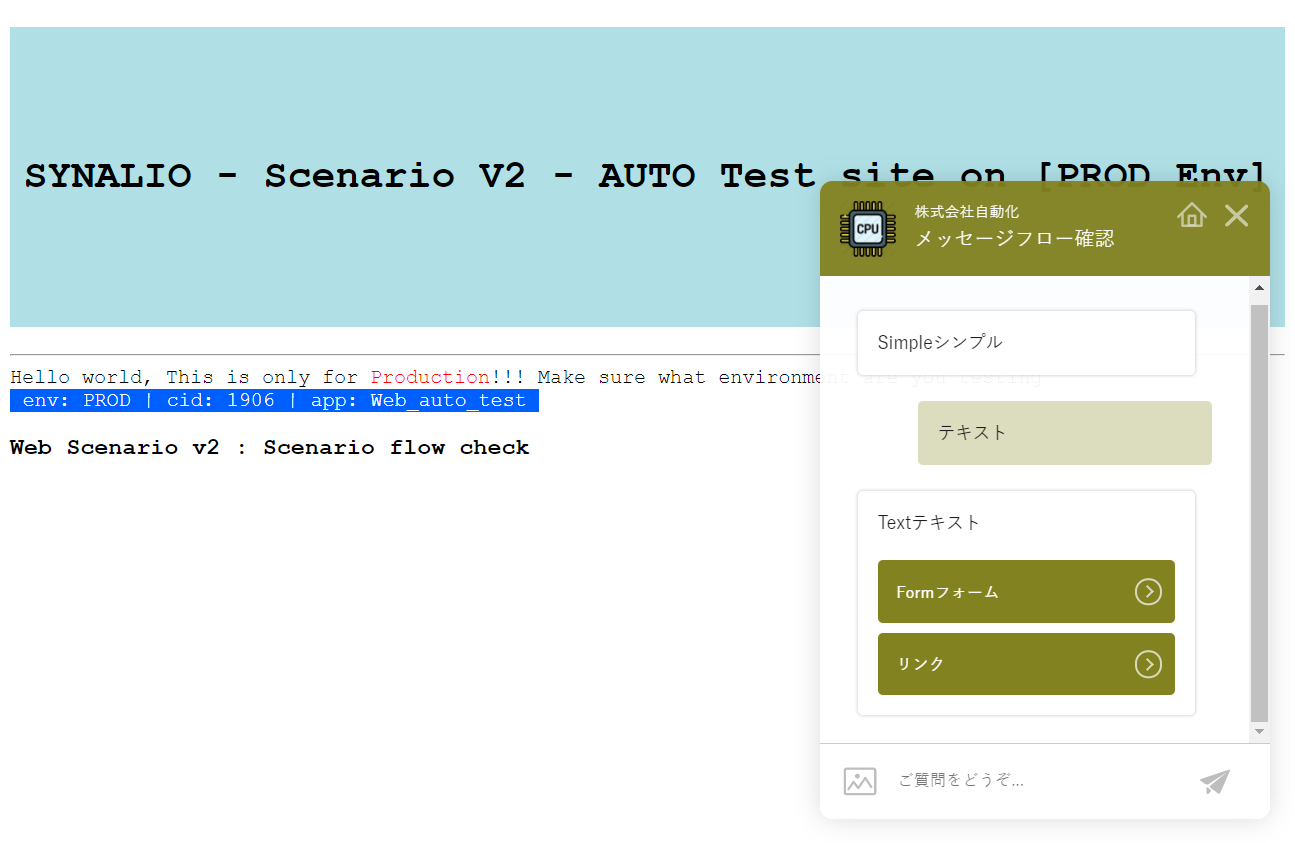 SYNALIO - Scenario V2 - AUTO Test site on [PROD Env]
株式会社自動化
CPU
メッセージフロー確認
Simpleシンプル
Hello world, This is only for Production!!! Make sure what environment are you testing
env: PROD | cid: 1906 | app: Web_auto_test
テキスト
Web Scenario v2 : Scenario flow check
Textテキスト
Formフォーム
リンク
ご質問をどうぞ...